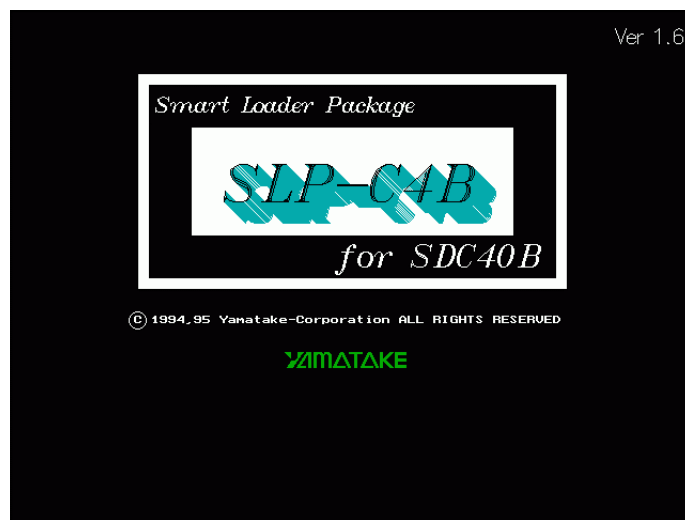 Ver 1.6
Smart Loader Package
SLP-C4B
for SDC40B
© 1994,95 Yamatake-Corporation ALL RIGHTS RESERVED
YAMATAKE